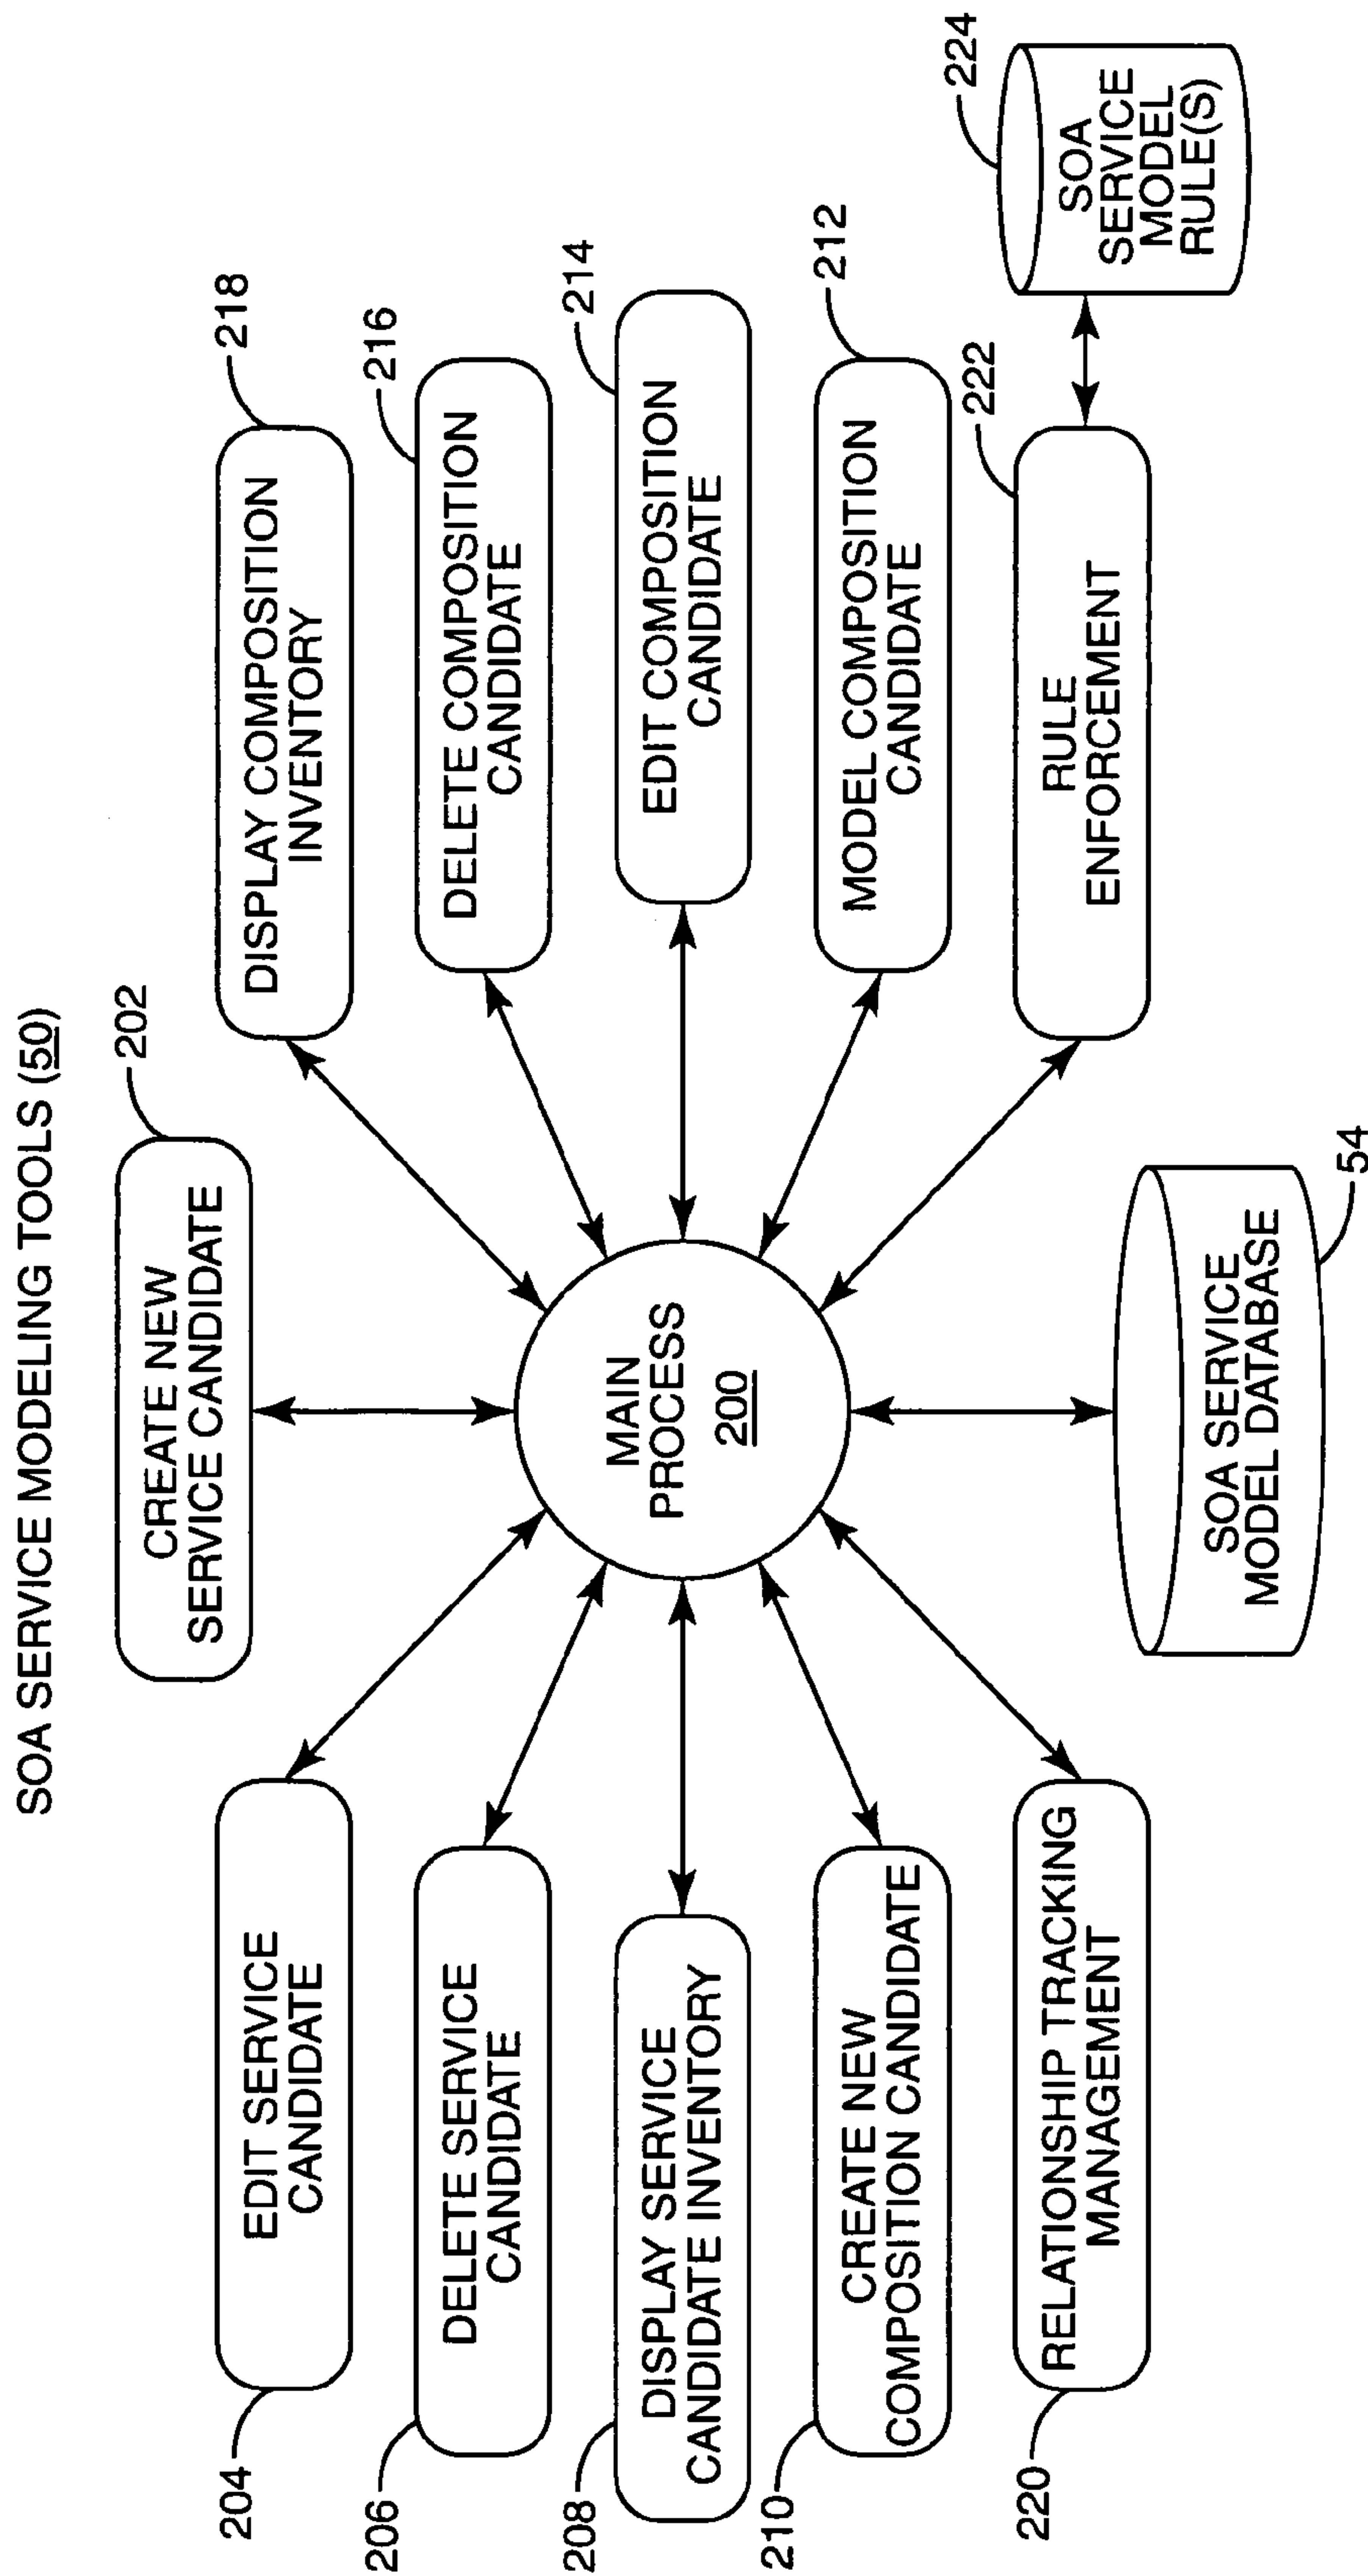 SOA SERVICE MODELING TOOLS (50)
CREATE NEW
SERVICE CANDIDATE
202
EDIT SERVICE
CANDIDATE
204
DELETE SERVICE
CANDIDATE
206
DISPLAY SERVICE
CANDIDATE INVENTORY
208
CREATE NEW
COMPOSITION CANDIDATE
210
RELATIONSHIP TRACKING
MANAGEMENT
220
MAIN
PROCESS
200
SOA SERVICE
MODEL DATABASE
54
DISPLAY COMPOSITION
INVENTORY
218
DELETE COMPOSITION
CANDIDATE
216
EDIT COMPOSITION
CANDIDATE
214
MODEL COMPOSITION
CANDIDATE
212
RULE
ENFORCEMENT
222
SOA
SERVICE
MODEL
RULE(S)
224